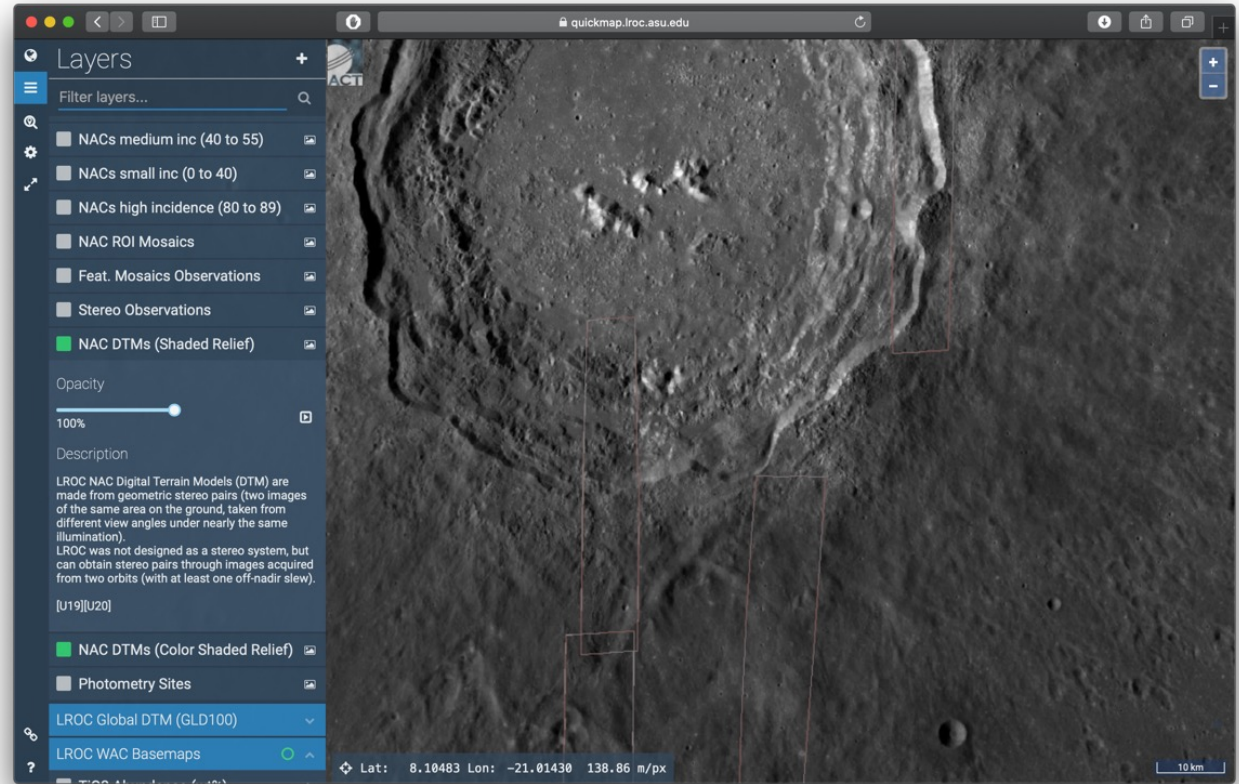 quickmap.lroc.asu.edu
Layers
+
Filter layers...
ACT
+
−
NACs medium inc (40 to 55)
NACs small inc (0 to 40)
NACs high incidence (80 to 89)
NAC ROI Mosaics
Feat. Mosaics Observations
Stereo Observations
NAC DTMs (Shaded Relief)
Opacity
100%
Description
LROC NAC Digital Terrain Models (DTM) are
made from geometric stereo pairs (two images
of the same area on the ground, taken from
different view angles under nearly the same
illumination).
LROC was not designed as a stereo system, but
can obtain stereo pairs through images acquired
from two orbits (with at least one off-nadir slew).
[U19][U20]
NAC DTMs (Color Shaded Relief)
Photometry Sites
LROC Global DTM (GLD100)
LROC WAC Basemaps
?
Lat: 8.10483 Lon: -21.01430 138.86 m/px
10 km